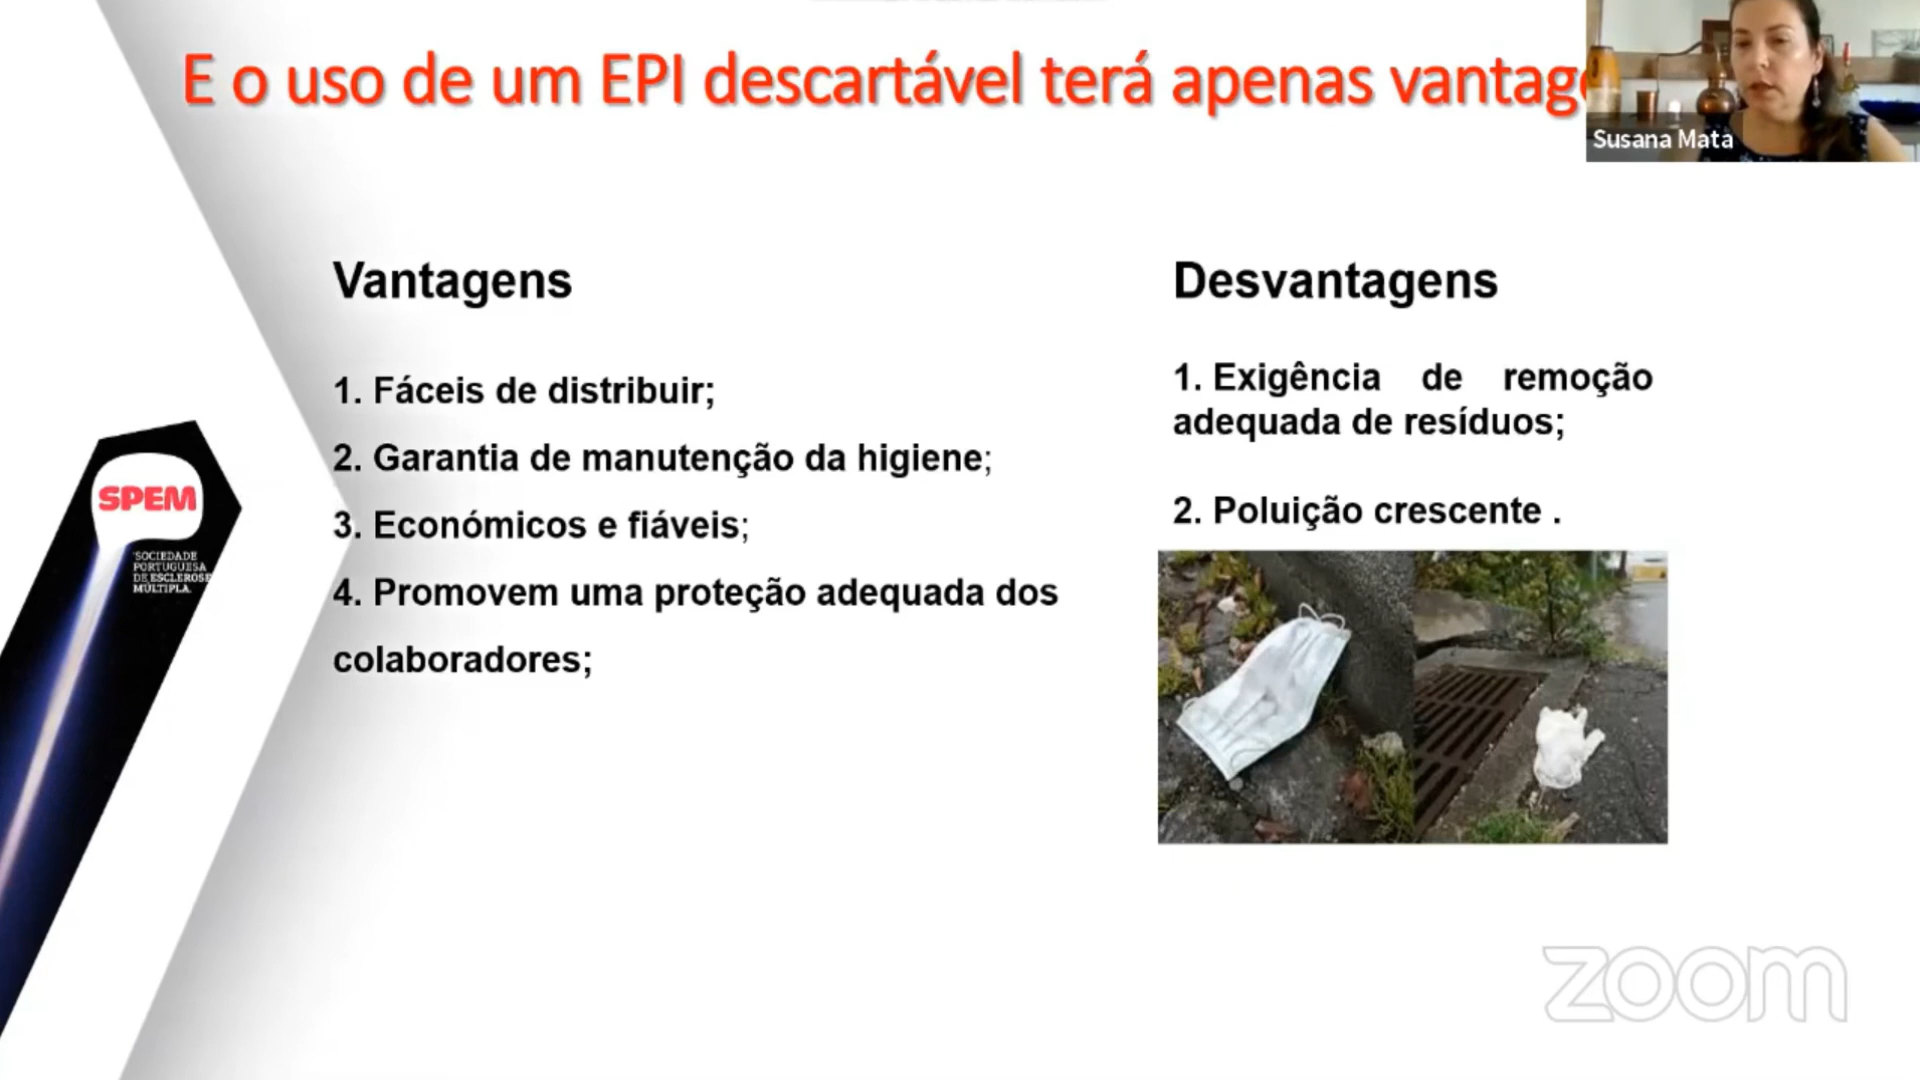 E o uso de um EPI descartável terá apenas
Susana Mata
Vantagens
1. Fáceis de distribuir;
2. Garantia de manutenção da higiene;
3. Económicos e fiáveis;
4. Promovem uma proteção adequada dos
colaboradores;
Desvantagens
1. Exigência de remoção
adequada de resíduos;
2. Poluição crescente .
SPEM
SOCIEDADE
PORTUGUESA
DE ESCLEROSE
MÚLTIPLA.
zoom